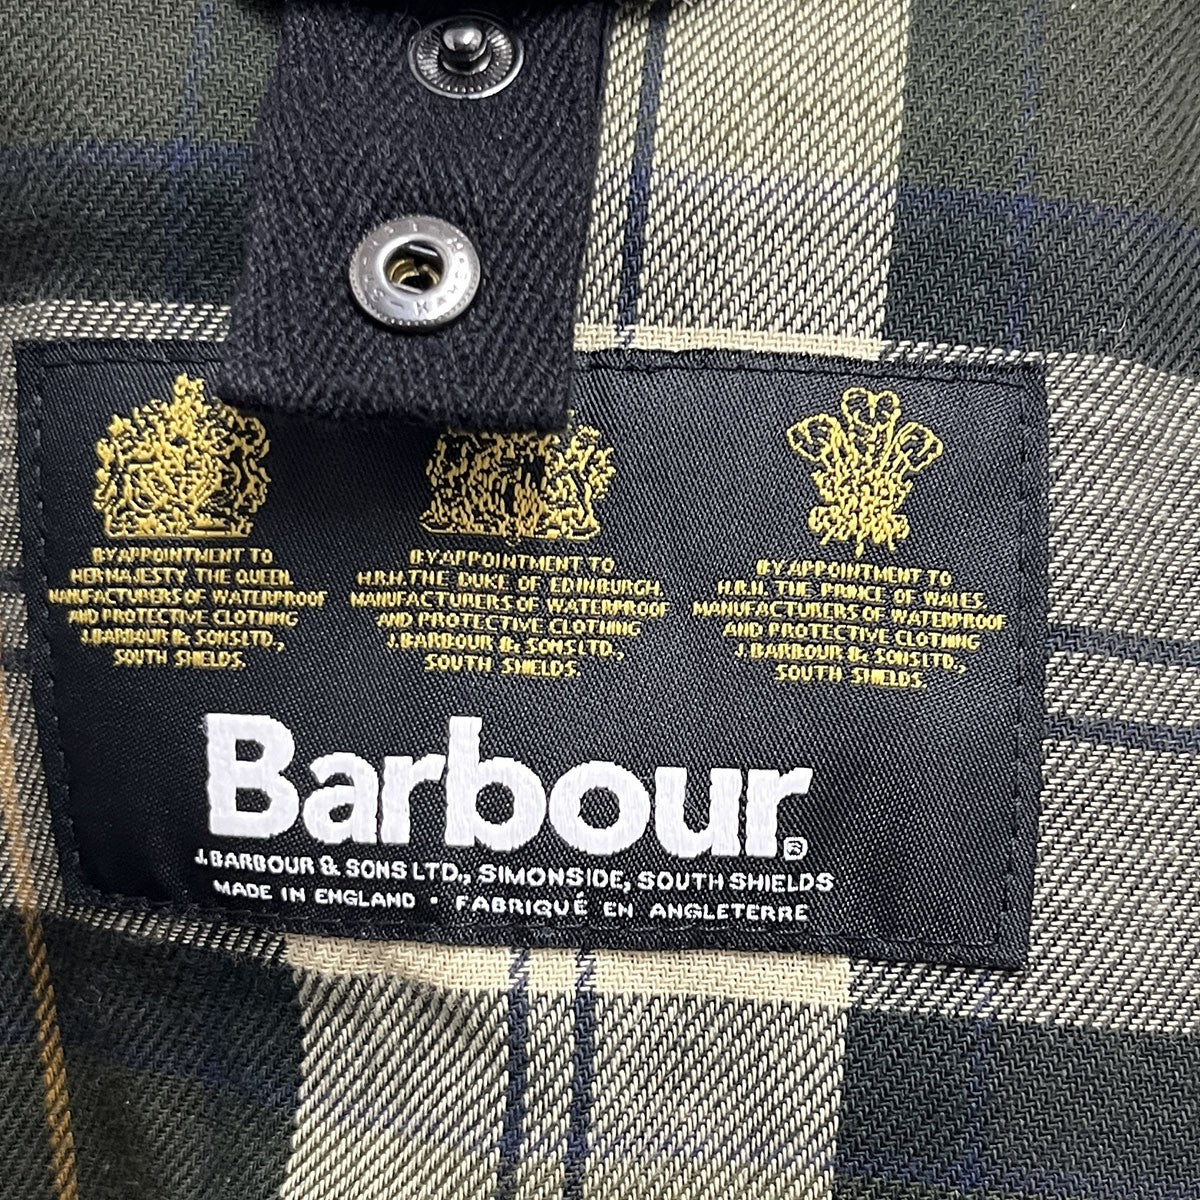 BY APPOINTMENT TO
HER MAJESTY THE QUEEN.
MANUFACTURERS OF WATERPROOF
AND PROTECTIVE CLOTHING
J.BARBOUR & SONS LTD.,
SOUTH SHIELDS.
BY APPOINTMENT TO
H.R.H. THE DUKE OF EDINBURGH
MANUFACTURERS OF WATERPROOF
AND PROTECTIVE CLOTHING
J.BARBOUR & SONS LTD.,
SOUTH SHIELDS.
BY APPOINTMENT TO
H.R.H. THE PRINCE OF WALES
MANUFACTURERS OF WATERPROOF
AND PROTECTIVE CLOTHING
J.BARBOUR & SONS LTD.,
SOUTH SHIELDS.
Barbour®
J.BARBOUR & SONS LTD., SIMONSIDE, SOUTH SHIELDS
MADE IN ENGLAND · FABRIQUÉ EN ANGLETERRE